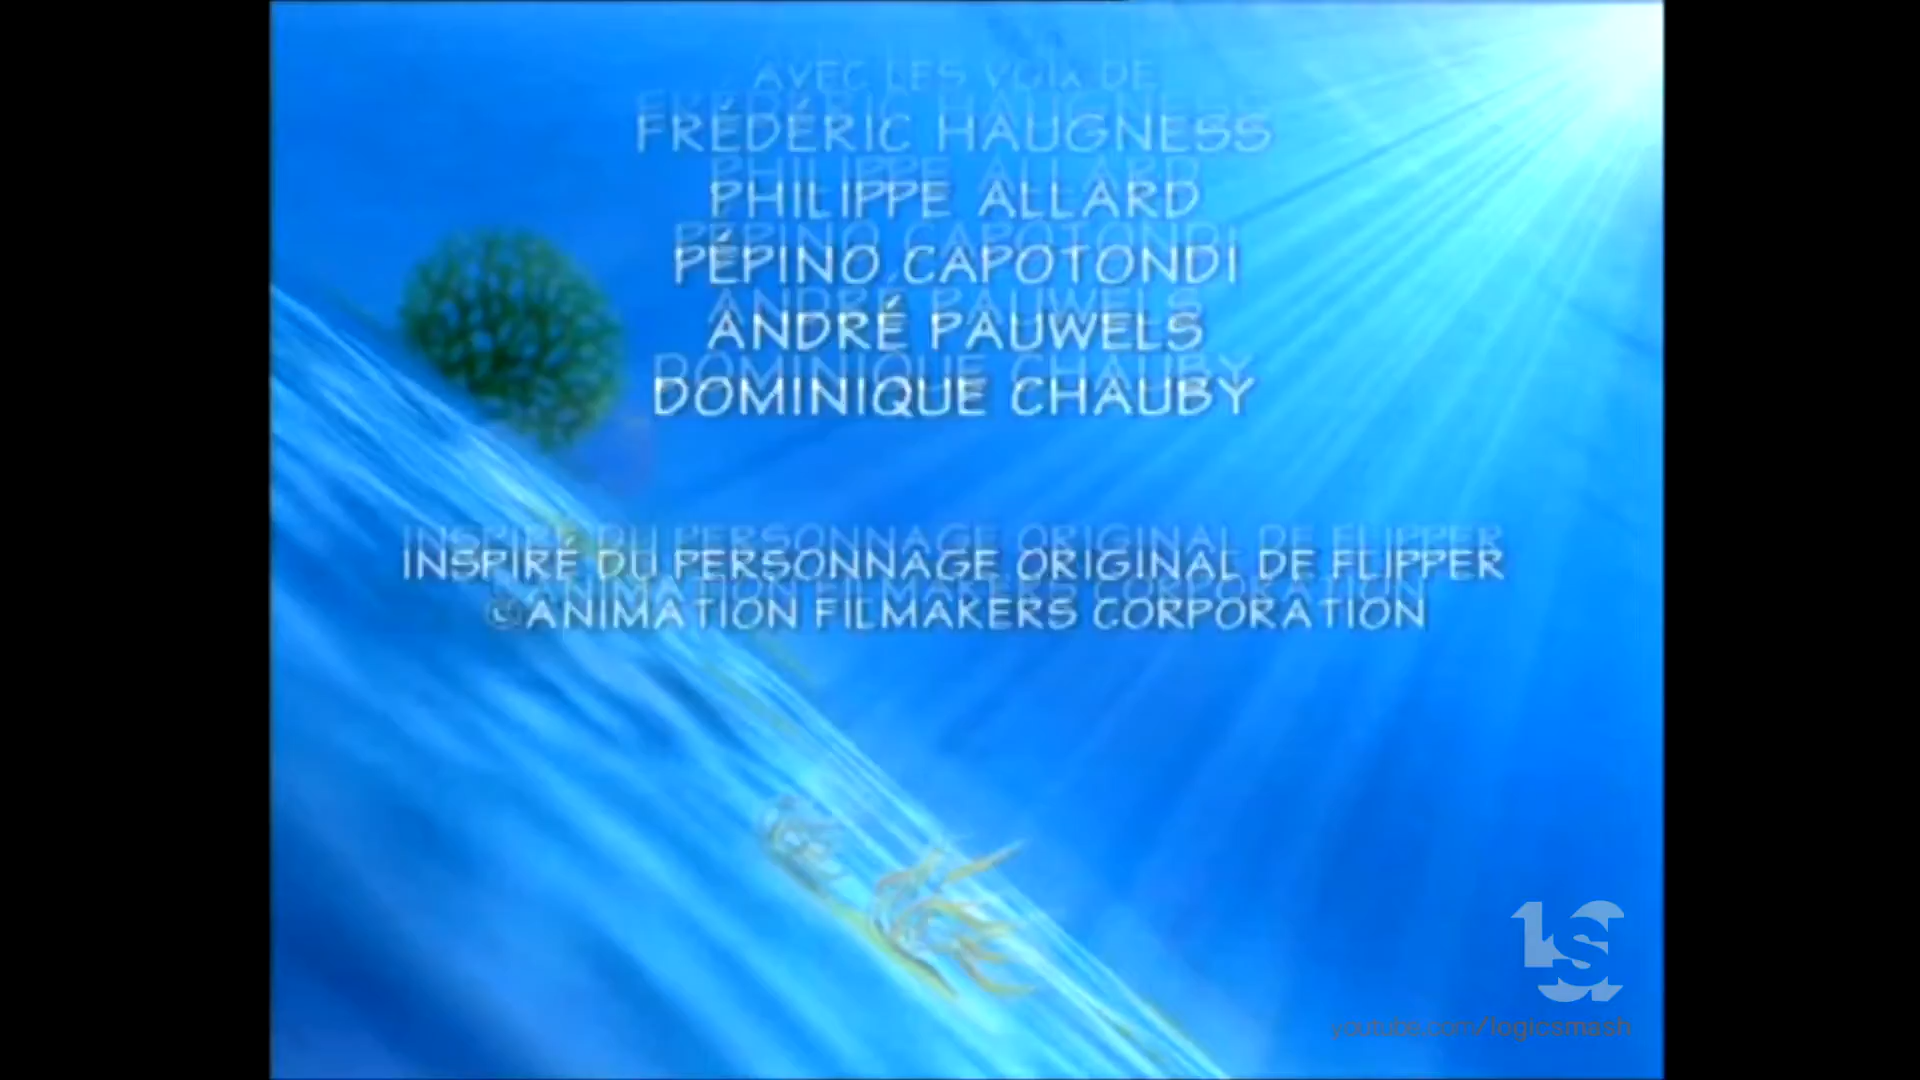 AVEC LES VOIX DE
FRÉDÉRIC HAUGNESS
PHILIPPE ALLARD
PÉPINO CAPOTONDI
ANDRÉ PAUWELS
DOMINIQUE CHAUBY
INSPIRÉ DU PERSONNAGE ORIGINAL DE FLIPPER
©ANIMATION FILMAKERS CORPORATION
LS
youtube.com/logicsmash